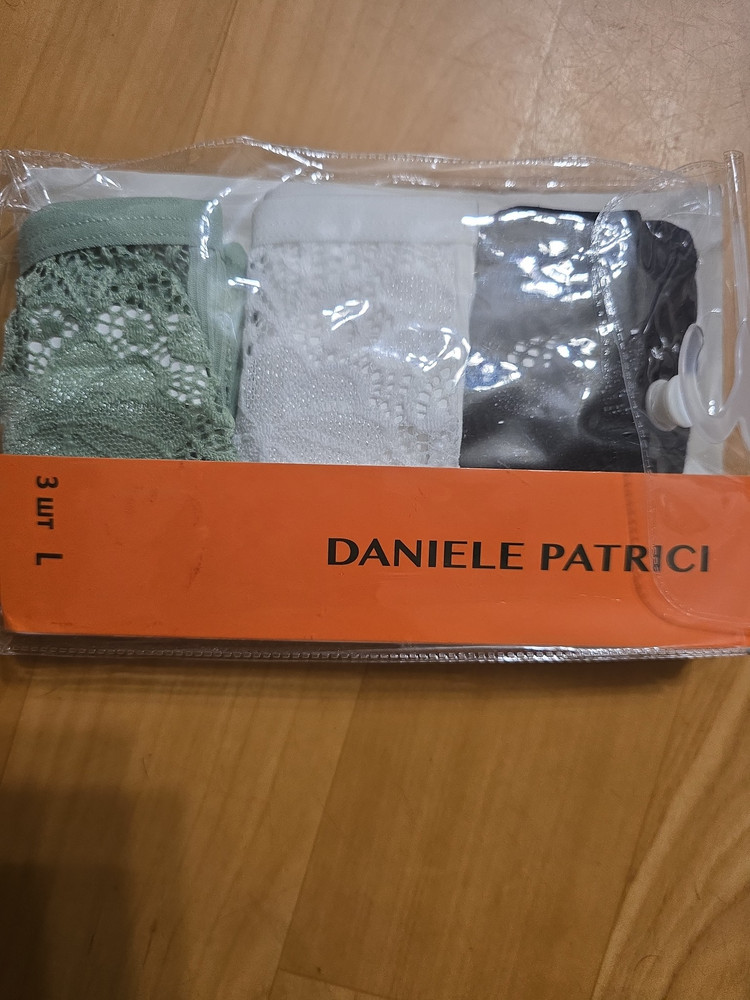 3 шт L
DANIELE PATRICI